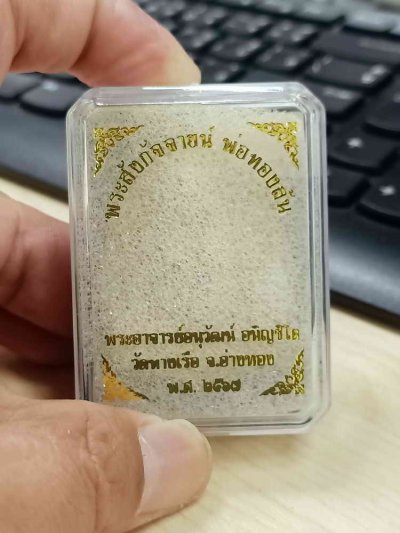 พระสังกัจจายน์ พ่อทองล้น
พระอาจารย์อนุวัฒน์ อนิญชิโต
วัดทางเรือ จ.อ่างทอง
พ.ศ. ๒๕๖๗